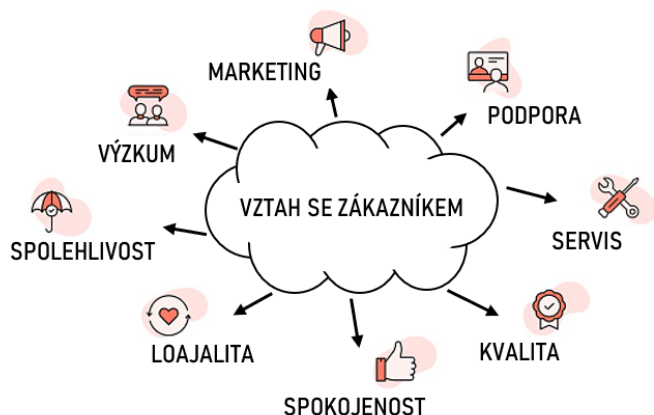 MARKETING
PODPORA
VÝZKUM
VZTAH SE ZÁKAZNÍKEM
SPOLEHLIVOST
SERVIS
LOAJALITA
KVALITA
SPOKOJENOST